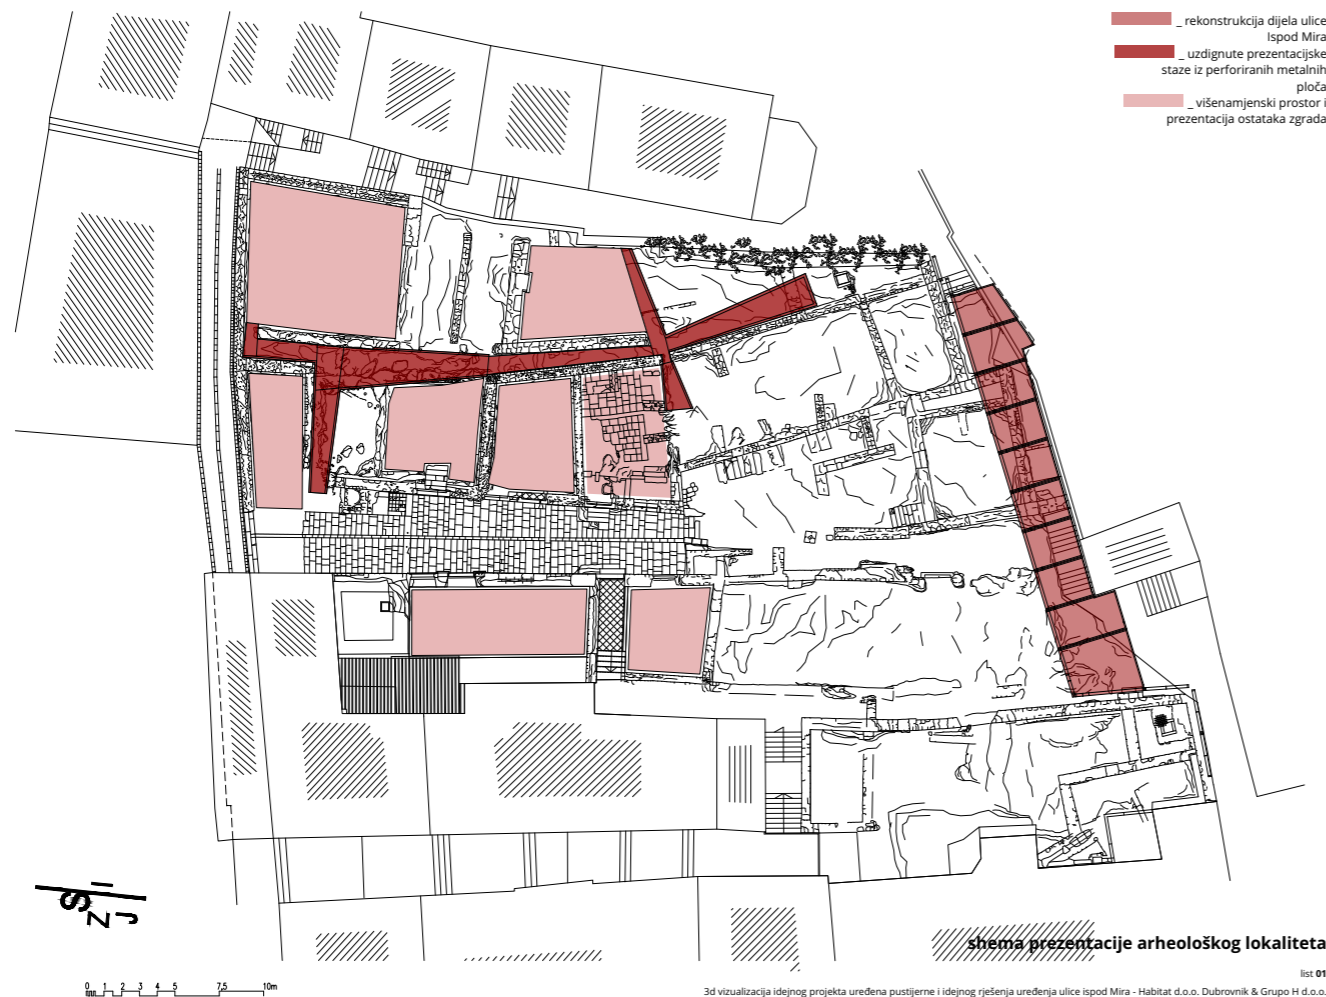 _ rekonstrukcija dijela ulice
Ispod Mira
_ uzdignute prezentacijske
staze iz perforiranih metalnih
ploča
_ višenamjenski prostor i
prezentacija ostataka zgrada
S
I
Z
J
0 1 2 3 4 5 7,5 10m
shema prezentacije arheološkog lokaliteta
list 01
3d vizualizacija idejnog projekta uređena pustijerne i idejnog rješenja uređenja ulice ispod Mira - Habitat d.o.o. Dubrovnik & Grupo H d.o.o.